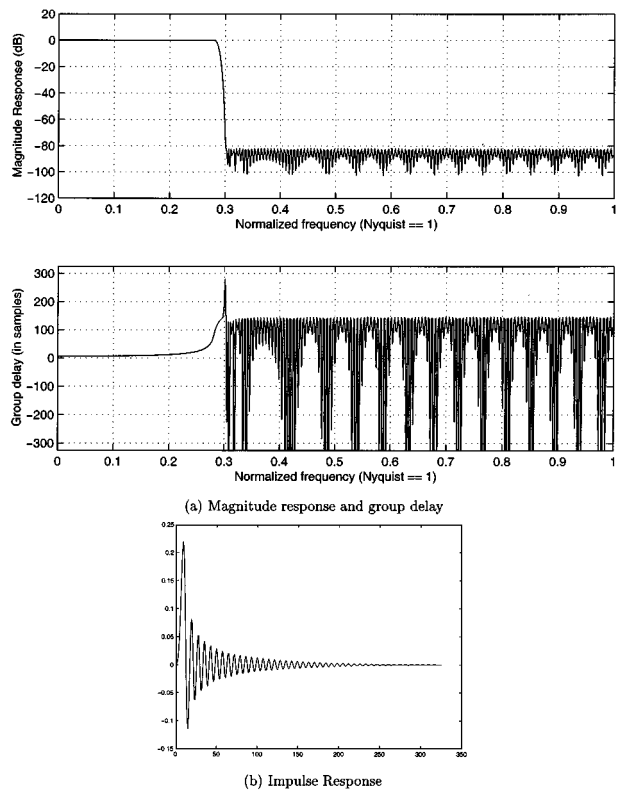 20
0
−20
−40
−60
−80
−100
−120
Magnitude Response (dB)
0 0.1 0.2 0.3 0.4 0.5 0.6 0.7 0.8 0.9 1
Normalized frequency (Nyquist == 1)
300
200
100
0
−100
−200
−300
Group delay (in samples)
0 0.1 0.2 0.3 0.4 0.5 0.6 0.7 0.8 0.9 1
Normalized frequency (Nyquist == 1)
(a) Magnitude response and group delay
0.25
0.2
0.15
0.1
0.05
0
−0.05
−0.1
−0.15
0 50 100 150 200 250 300 350
(b) Impulse Response